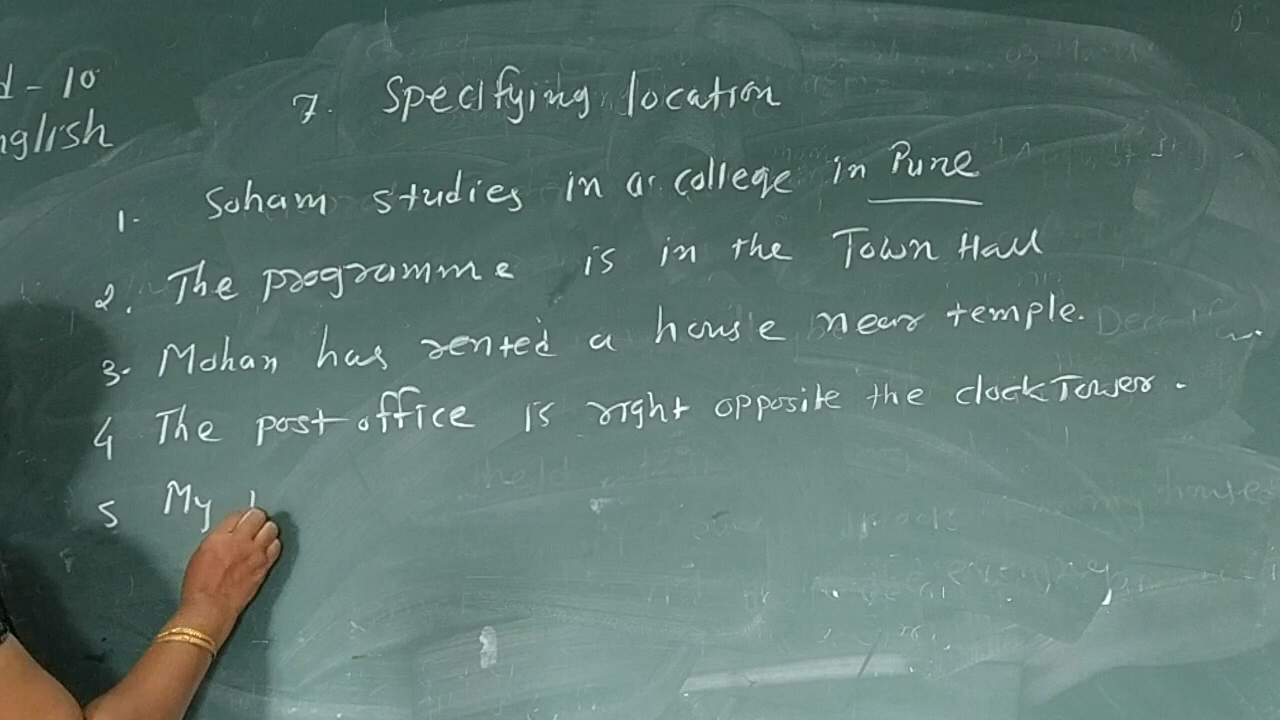 d - 10
nglish
7. Specifying location
1. Soham studies in a college in Pune
2. The programme is in the Town Hall
3. Mohan has rented a house near temple.
4 The post office is right opposite the clock Tower.
5 My